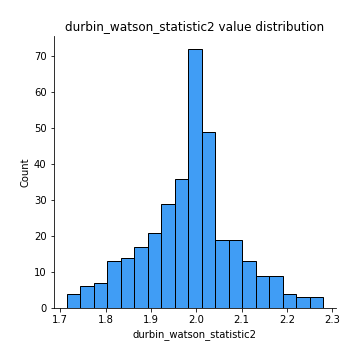 durbin_watson_statistic2 value distribution
70
60
50
40
30
20
10
0
Count
1.7 1.8 1.9 2.0 2.1 2.2 2.3
durbin_watson_statistic2